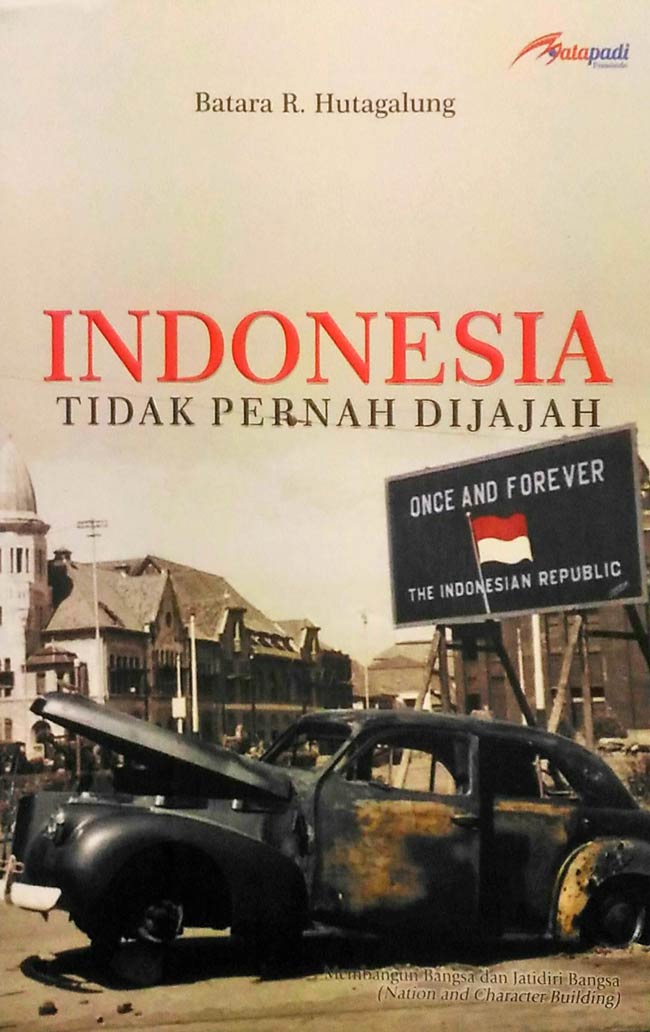 Matapadi
Batara R. Hutagalung
INDONESIA
TIDAK PERNAH DIJAJAH
ONCE AND FOREVER
THE INDONESIAN REPUBLIC
Membangun Bangsa dan Jatidiri Bangsa
(Nation and Character Building)